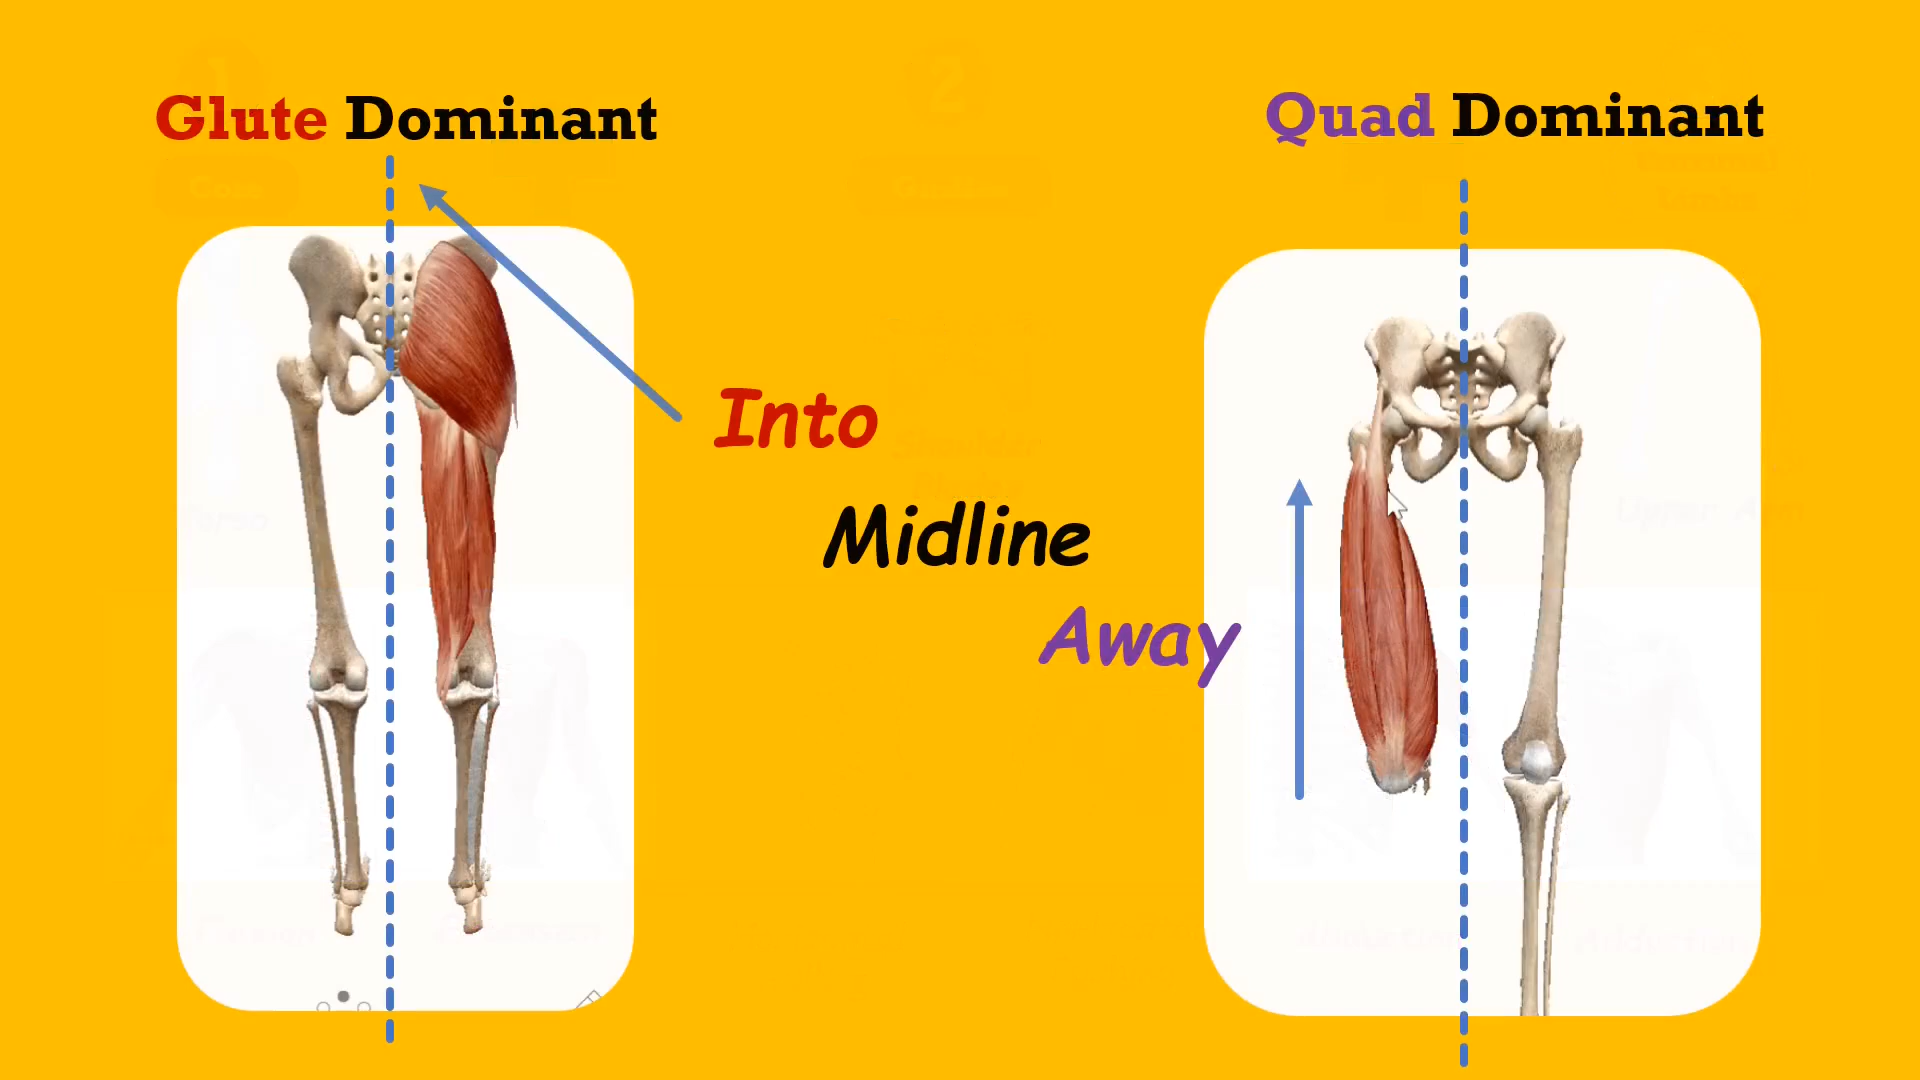 Glute Dominant
Quad Dominant
Into
Midline
Away